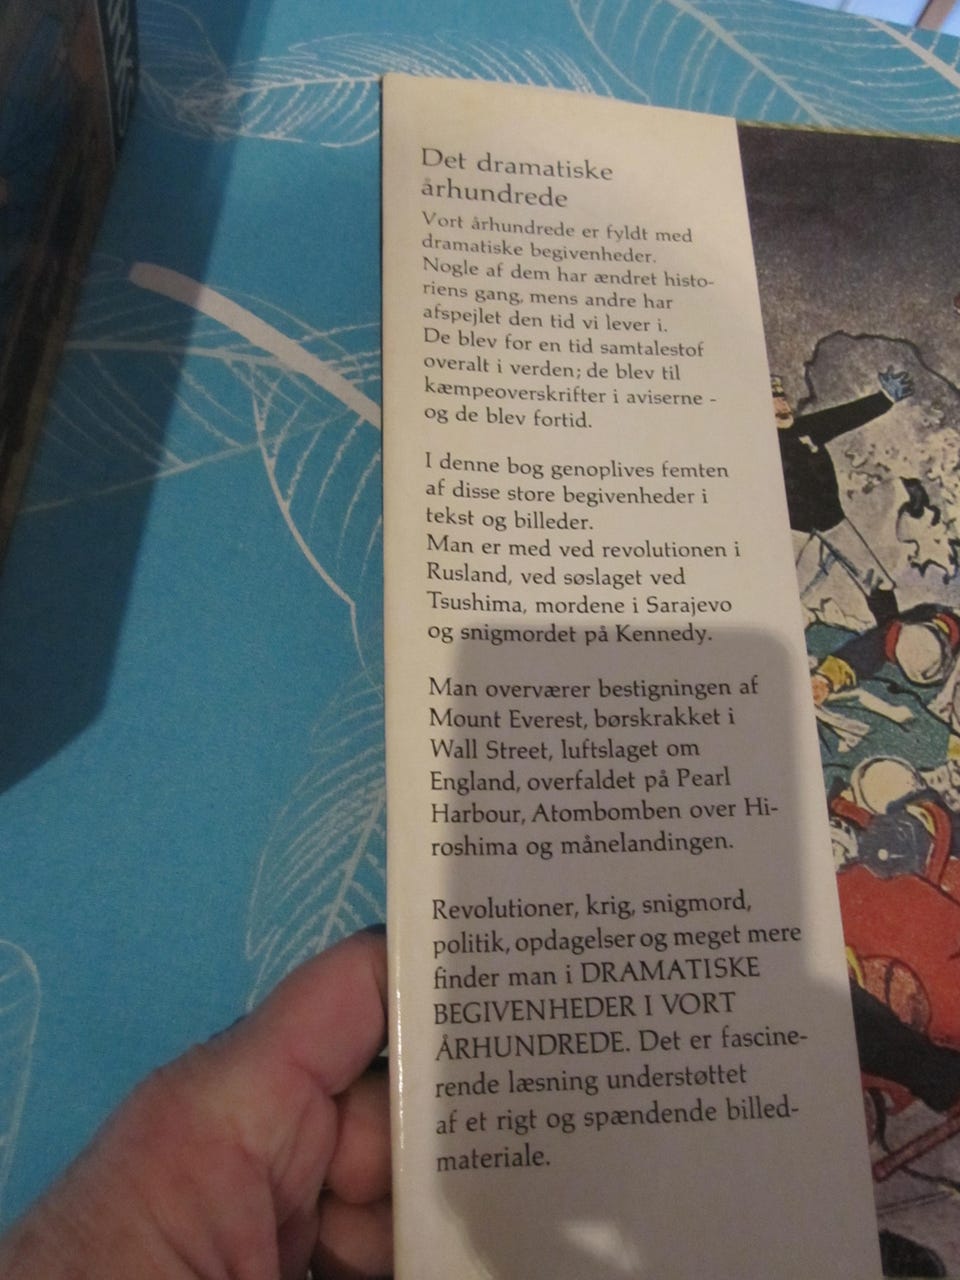 Det dramatiske
århundrede
Vort århundrede er fyldt med
dramatiske begivenheder.
Nogle af dem har ændret histo-
riens gang, mens andre har
afspejlet den tid vi lever i.
De blev for en tid samtalestof
overalt i verden; de blev til
kæmpeoverskrifter i aviserne -
og de blev fortid.
I denne bog genoplives femten
af disse store begivenheder i
tekst og billeder.
Man er med ved revolutionen i
Rusland, ved søslaget ved
Tsushima, mordene i Sarajevo
og snigmordet på Kennedy.
Man overværer bestigningen af
Mount Everest, børskrakket i
Wall Street, luftslaget om
England, overfaldet på Pearl
Harbour, Atombomben over Hi-
roshima og månelandingen.
Revolutioner, krig, snigmord,
politik, opdagelser og meget mere
finder man i DRAMATISKE
BEGIVENHEDER I VORT
ÅRHUNDREDE. Det er fascine-
rende læsning understøttet
af et rigt og spændende billed-
materiale.